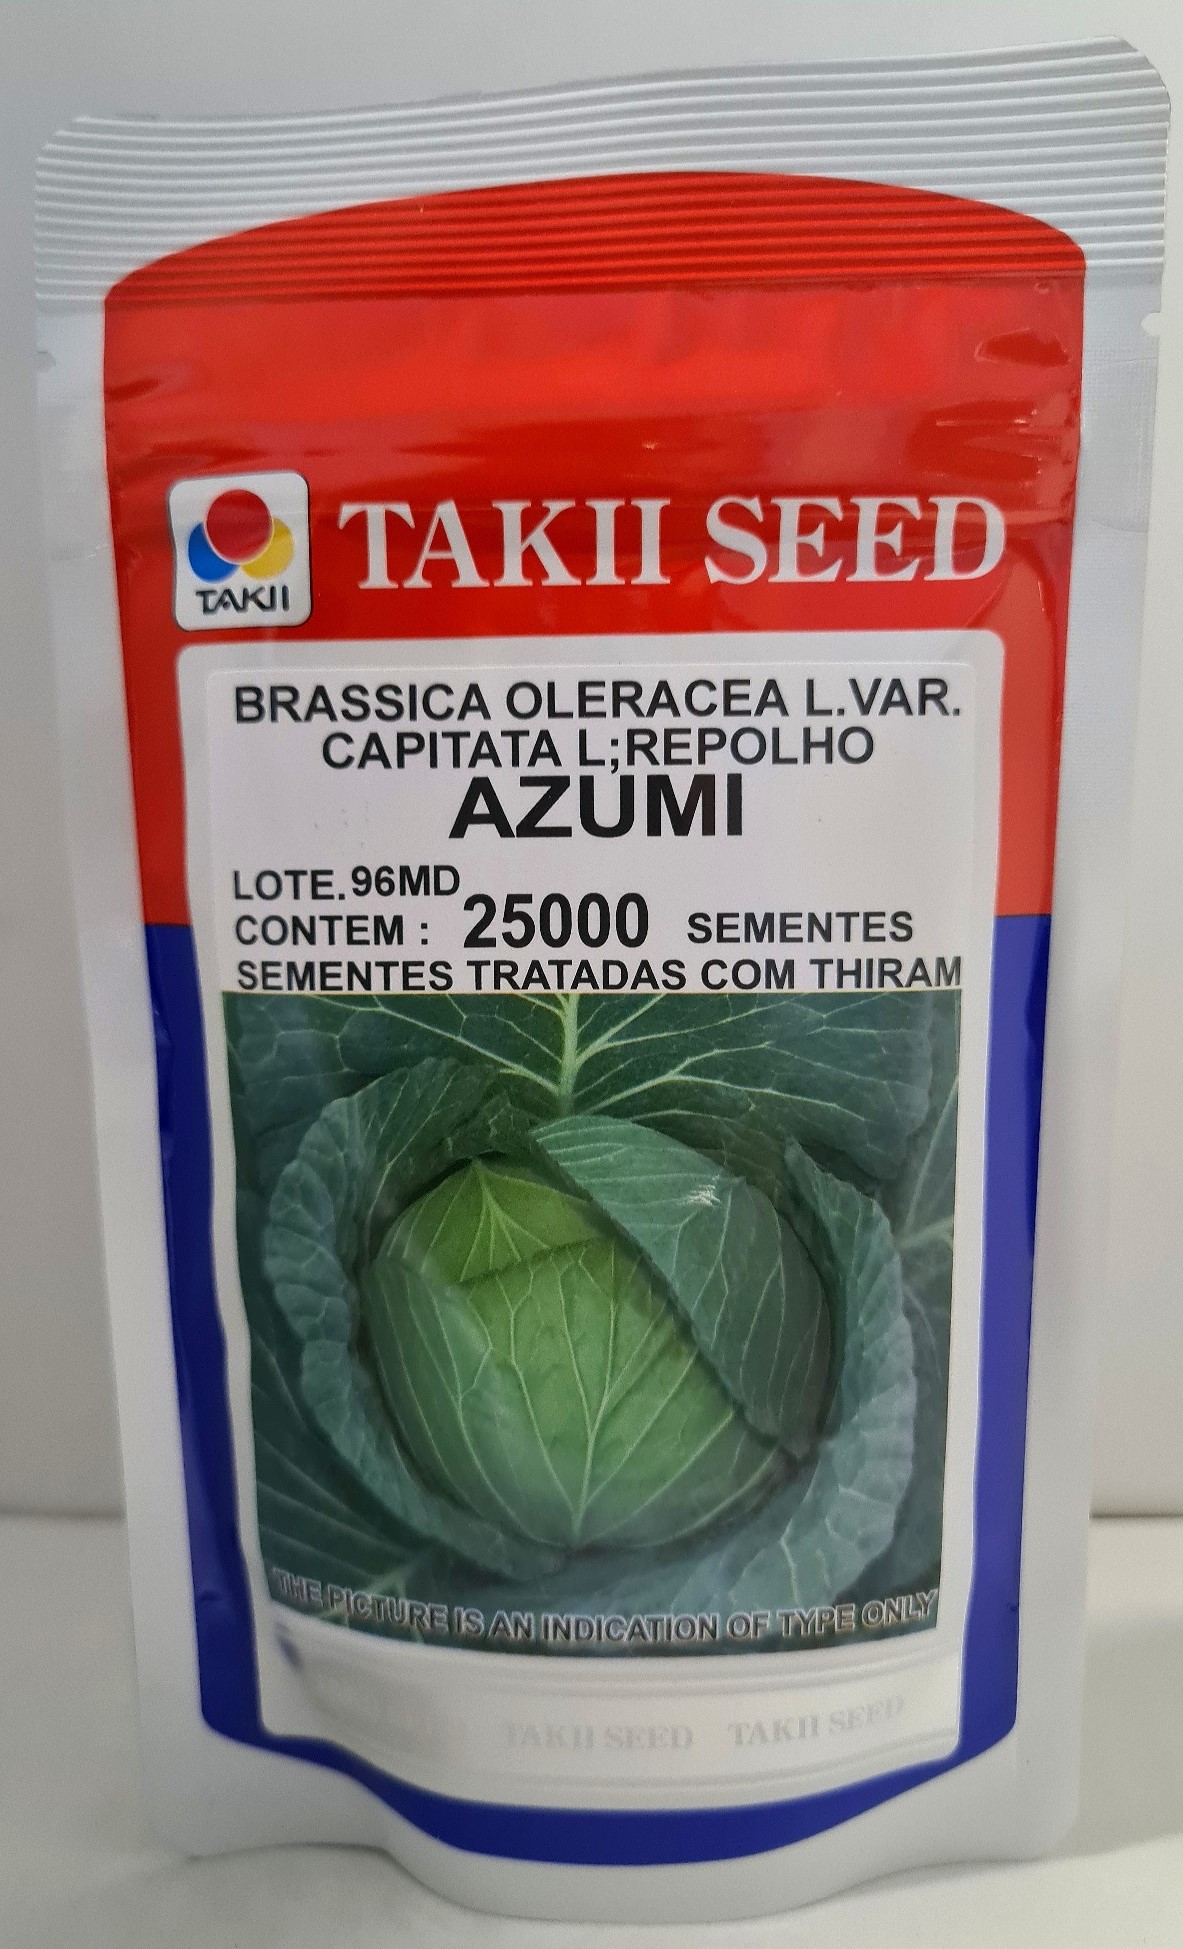 TAKII
TAKII SEED
BRASSICA OLERACEA L.VAR.
CAPITATA L;REPOLHO
AZUMI
LOTE.96MD
CONTEM : 25000 SEMENTES
SEMENTES TRATADAS COM THIRAM
THE PICTURE IS AN INDICATION OF TYPE ONLY
TAKII SEED TAKII SEED